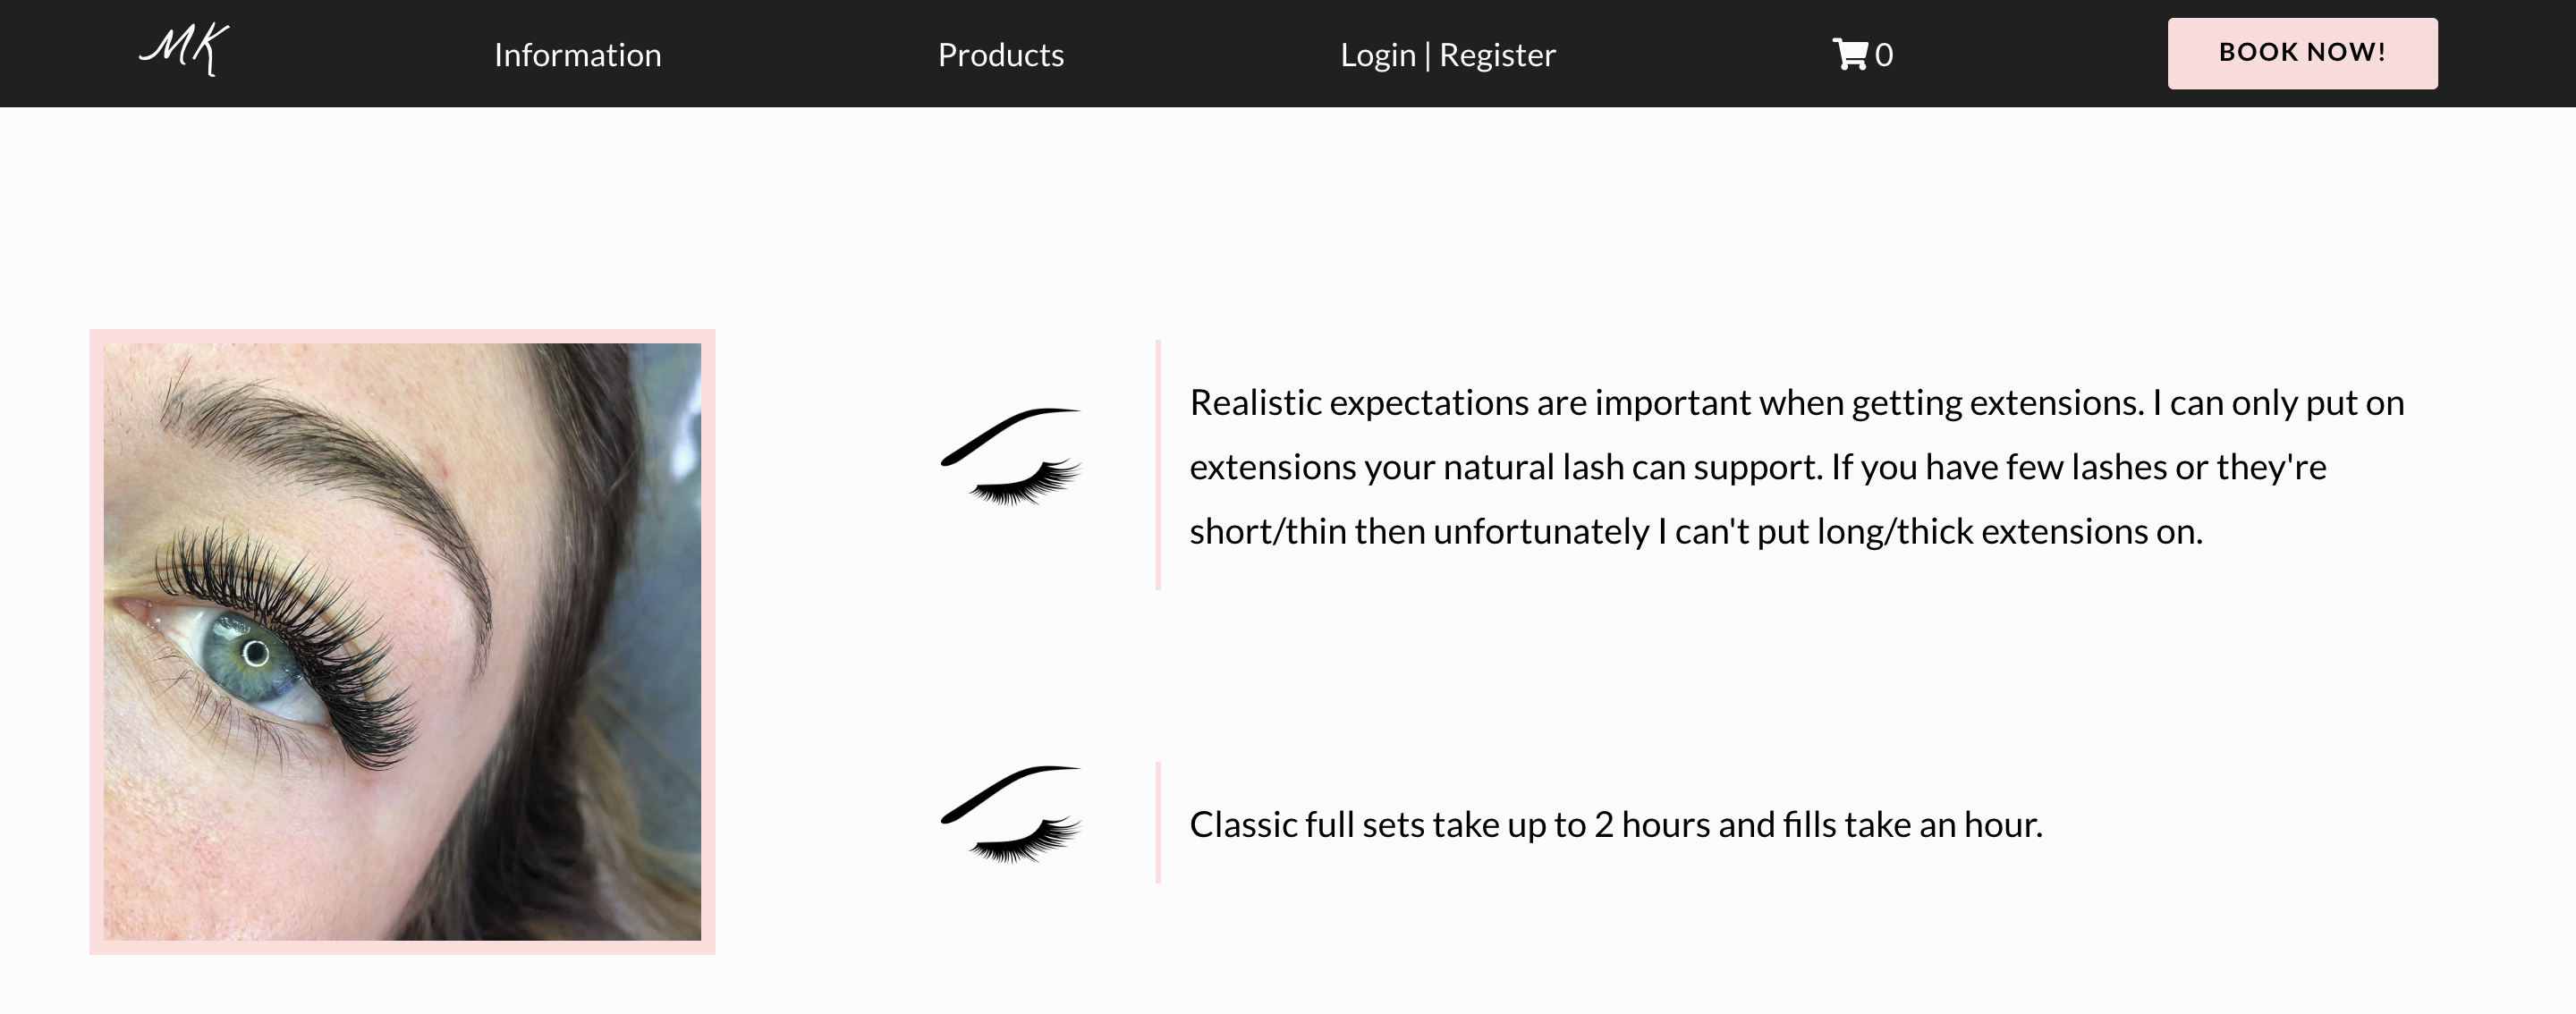 MK
Information
Products
Login | Register
0
BOOK NOW!
Realistic expectations are important when getting extensions. I can only put on
extensions your natural lash can support. If you have few lashes or they're
short/thin then unfortunately I can't put long/thick extensions on.
Classic full sets take up to 2 hours and fills take an hour.